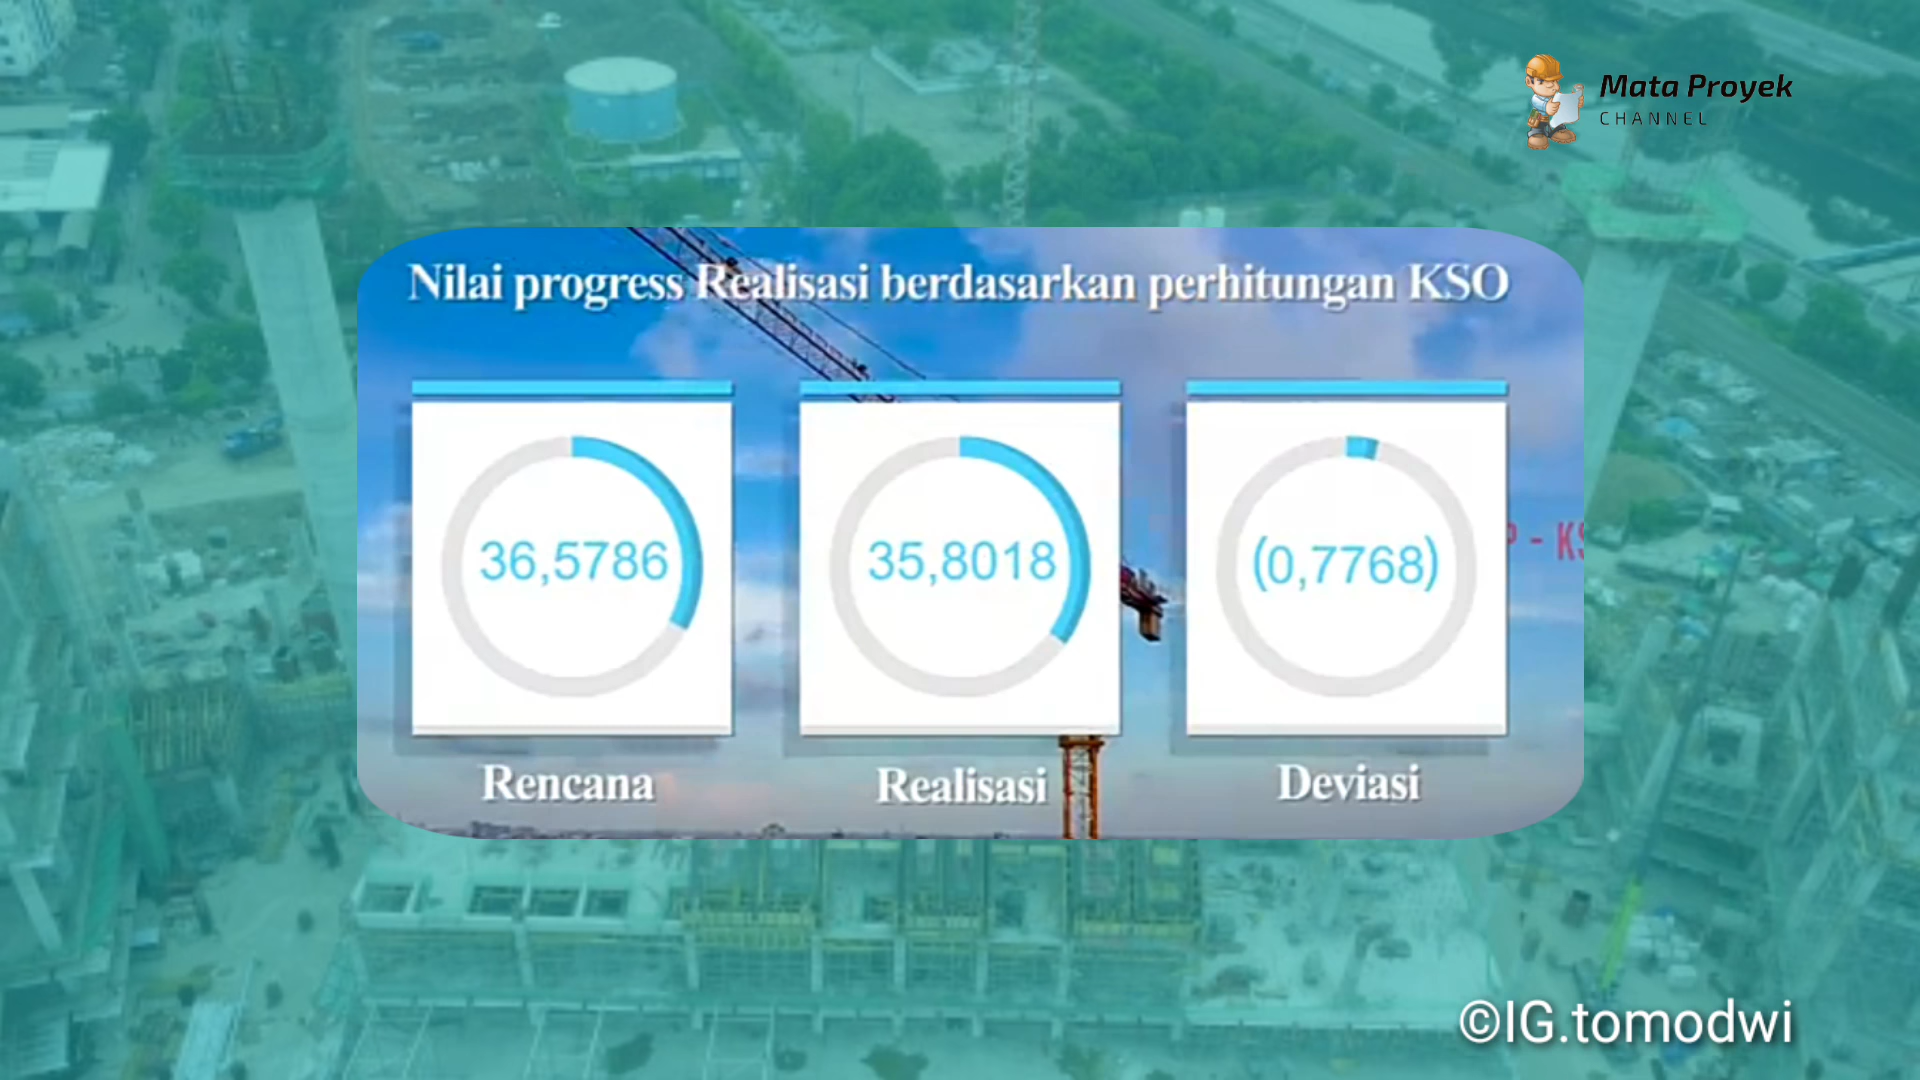 Mata Proyek
CHANNEL
Nilai progress Realisasi berdasarkan perhitungan KSO
36,5786
35,8018
(0,7768)
P - KS
Rencana
Realisasi
Deviasi
©IG.tomodwi